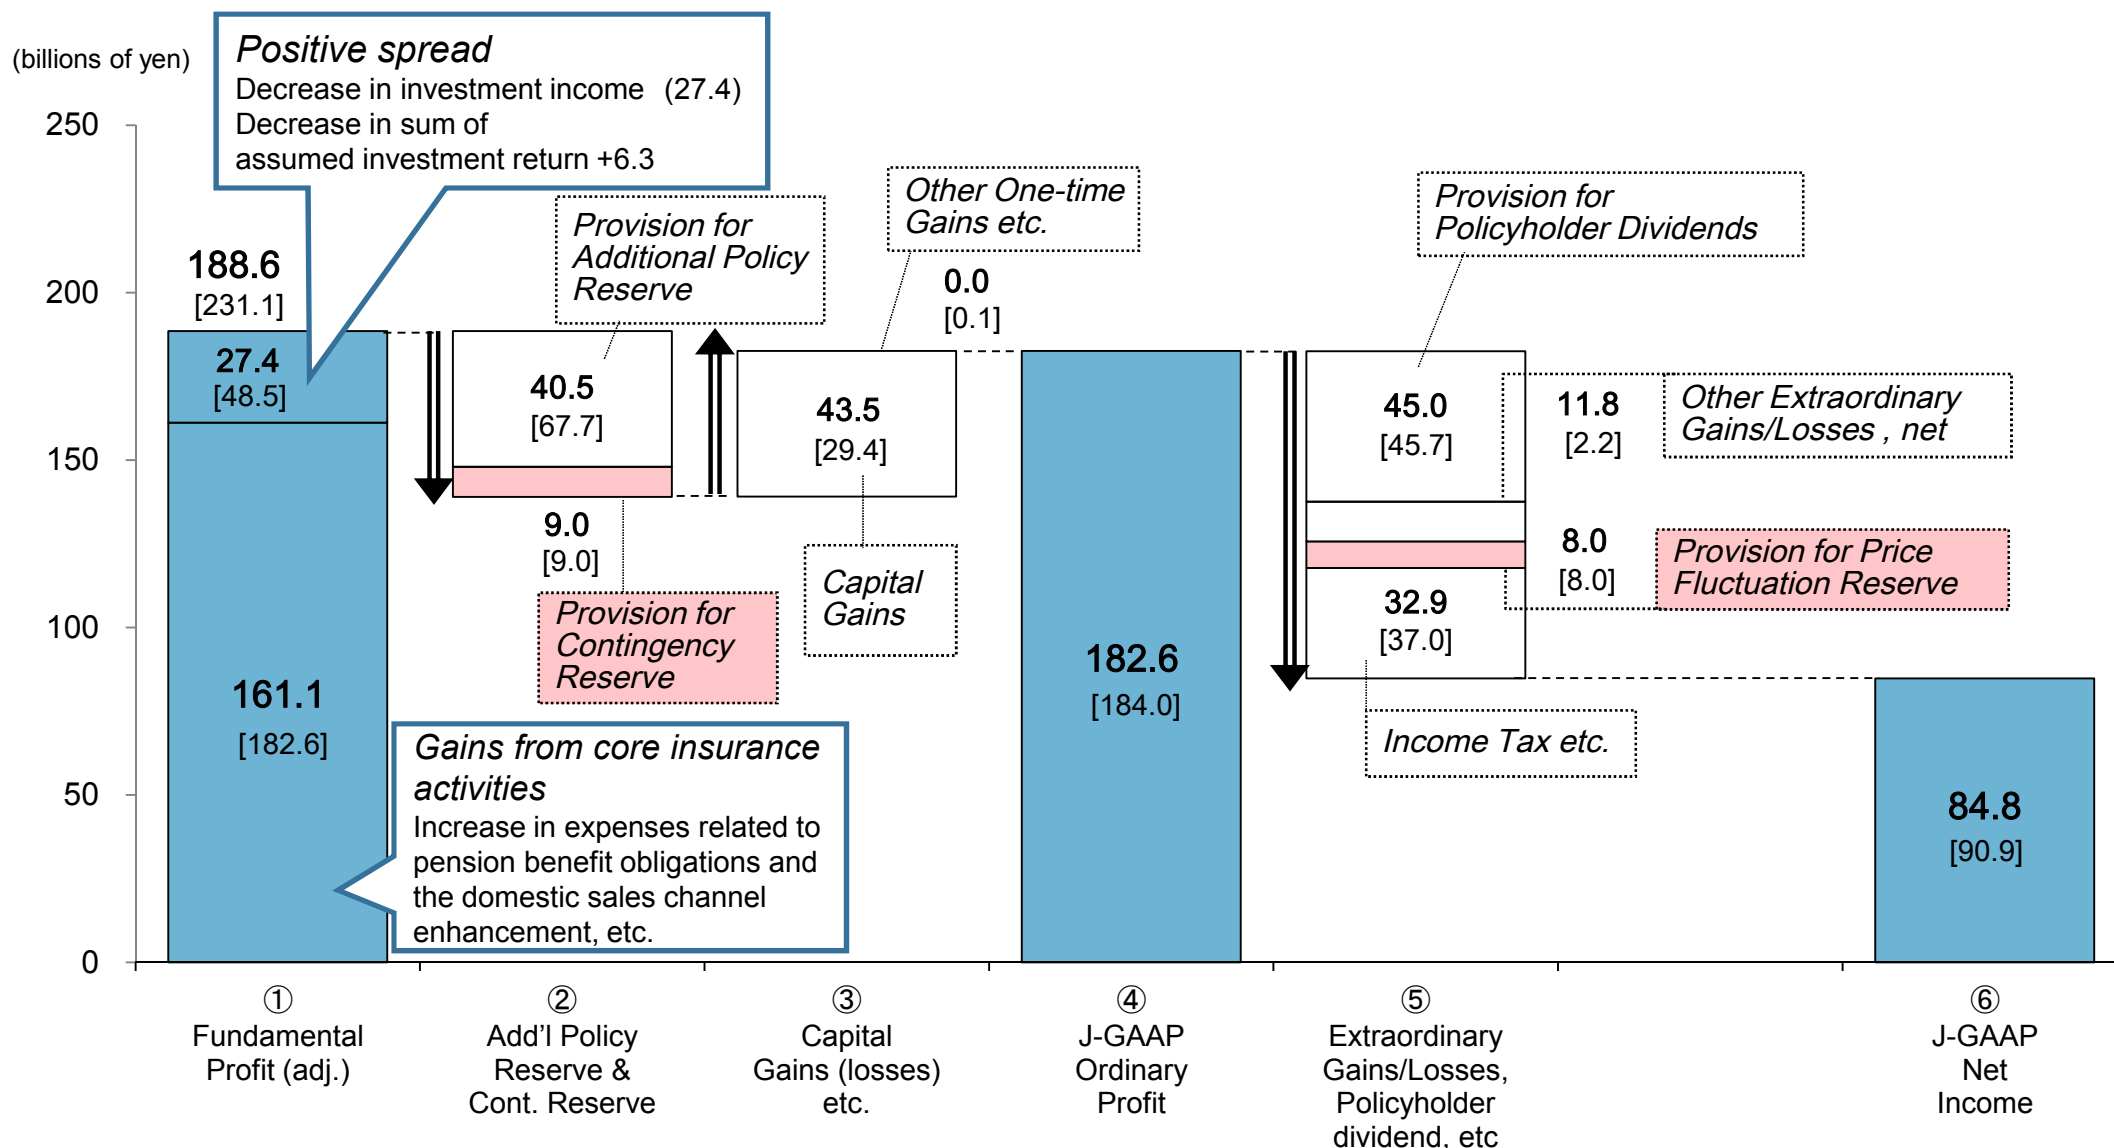 (billions of yen)
Positive spread
Decrease in investment income (27.4)
Decrease in sum of
assumed investment return +6.3
250
200
150
100
50
0
188.6
[231.1]
27.4
[48.5]
161.1
[182.6]
Gains from core insurance
activities
Increase in expenses related to
pension benefit obligations and
the domestic sales channel
enhancement, etc.
Provision for
Additional Policy
Reserve
40.5
[67.7]
9.0
[9.0]
Provision for
Contingency
Reserve
Other One-time
Gains etc.
0.0
[0.1]
43.5
[29.4]
Capital
Gains
182.6
[184.0]
Provision for
Policyholder Dividends
45.0
[45.7]
11.8
[2.2]
Other Extraordinary
Gains/Losses , net
8.0
[8.0]
Provision for Price
Fluctuation Reserve
32.9
[37.0]
Income Tax etc.
84.8
[90.9]
①
Fundamental
Profit (adj.)
②
Add’l Policy
Reserve &
Cont. Reserve
③
Capital
Gains (losses)
etc.
④
J-GAAP
Ordinary
Profit
⑤
Extraordinary
Gains/Losses,
Policyholder
dividend, etc
⑥
J-GAAP
Net
Income